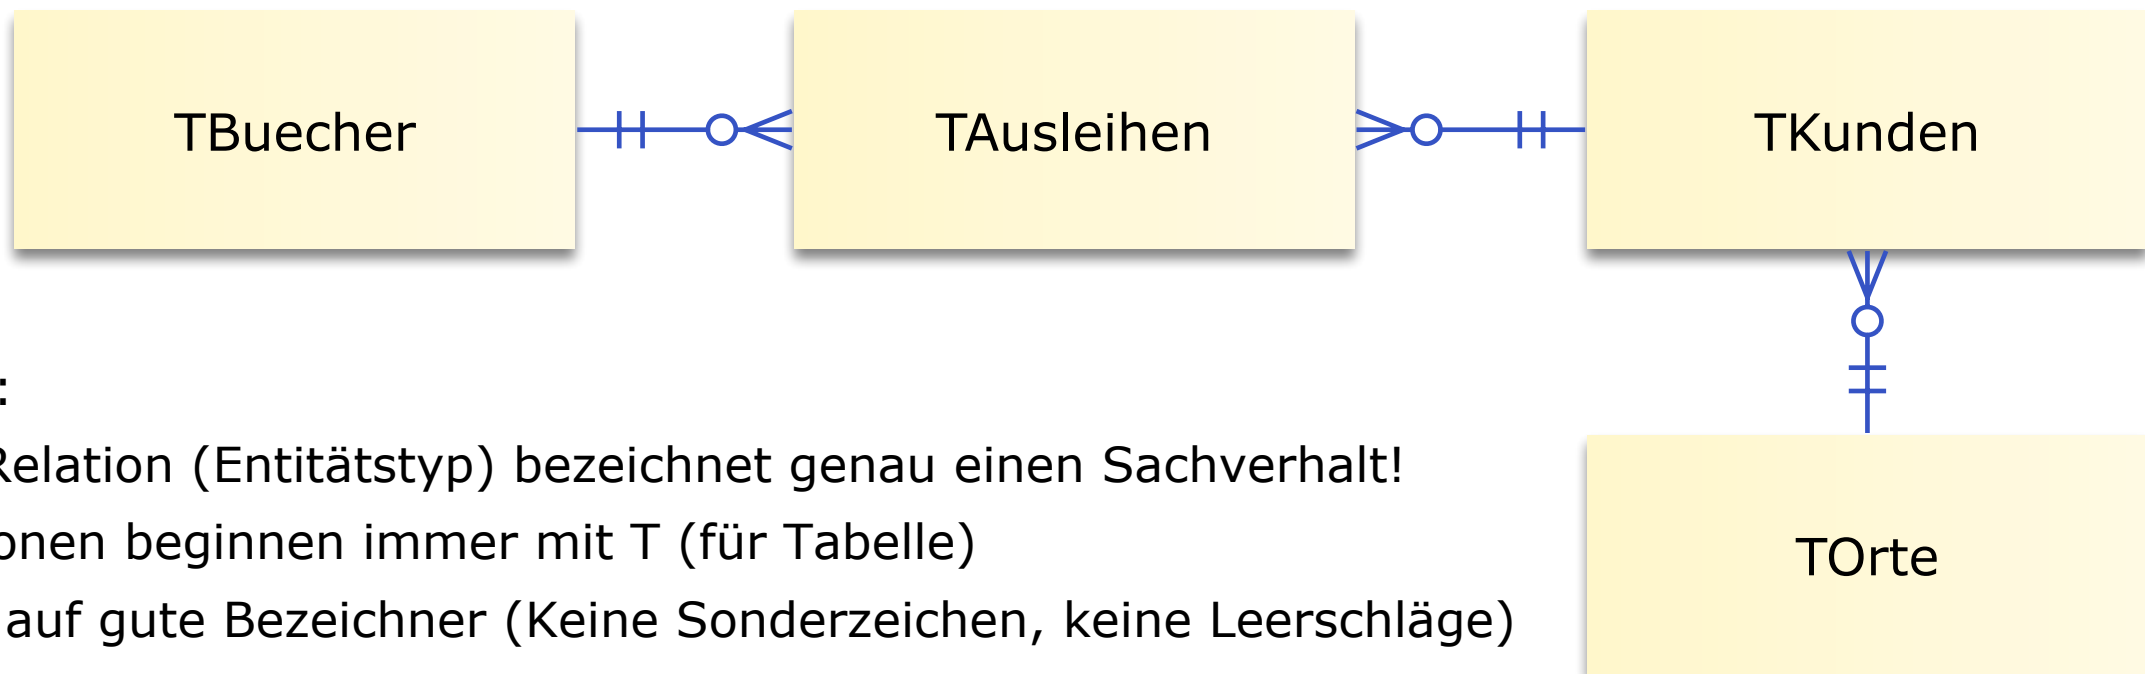 TBuecher
TAusleihen
TKunden
:
Relation (Entitätstyp) bezeichnet genau einen Sachverhalt!
onen beginnen immer mit T (für Tabelle)
auf gute Bezeichner (Keine Sonderzeichen, keine Leerschläge)
TOrte